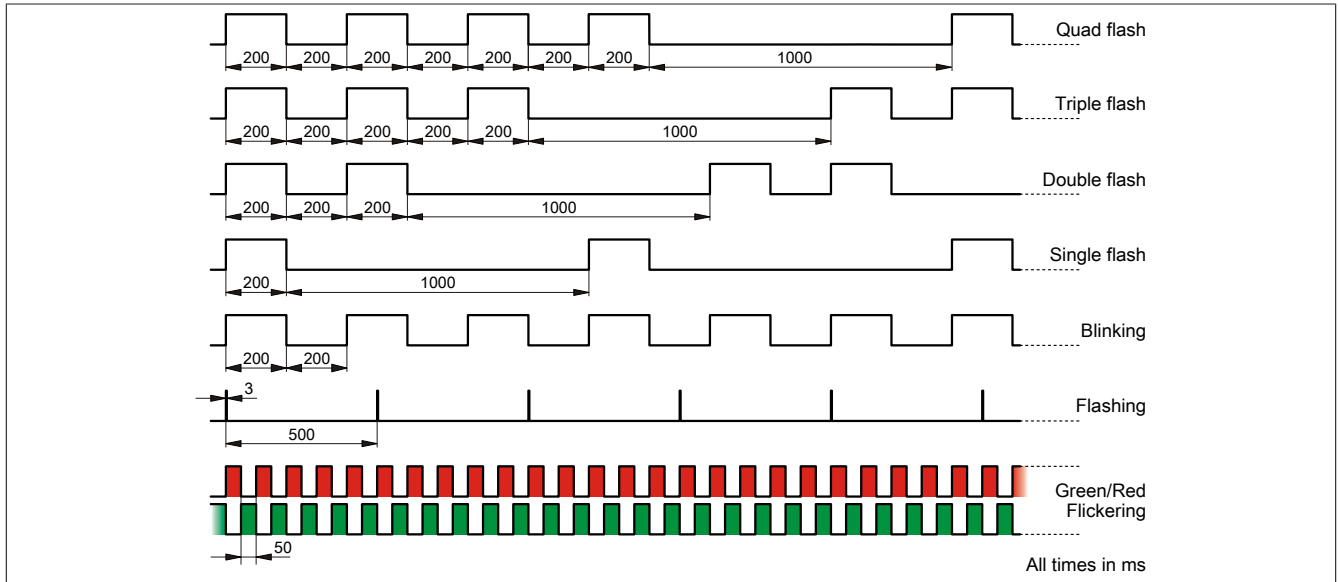 Quad flash
200 200 200 200 200 200 200 1000
Triple flash
200 200 200 200 200 1000
Double flash
200 200 200 1000
Single flash
200 1000
Blinking
200 200
3
Flashing
500
Green/Red
Flickering
50
All times in ms